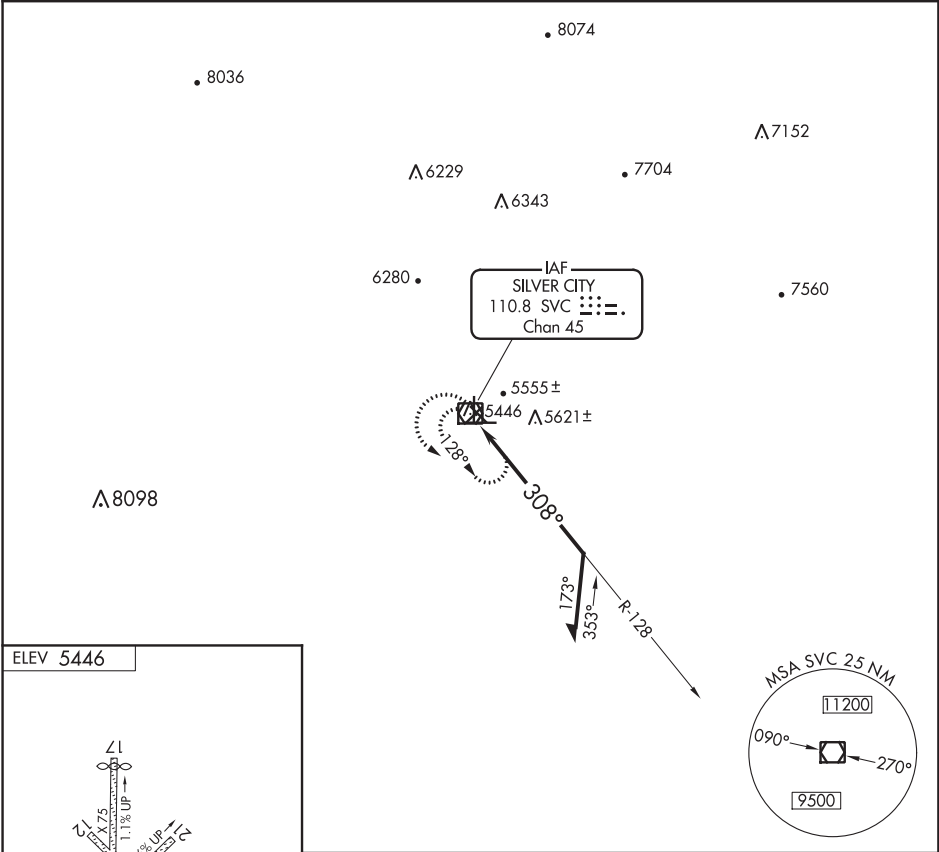 8074
8036
7152
6229
7704
6343
IAF
SILVER CITY
110.8 SVC
Chan 45
6280
7560
5555±
5446
5621±
128°
8098
308°
173°
353°
R-128
ELEV 5446
MSA SVC 25 NM
11200
090°
270°
9500
17
X 75
1.1% UP
12
% UP
21